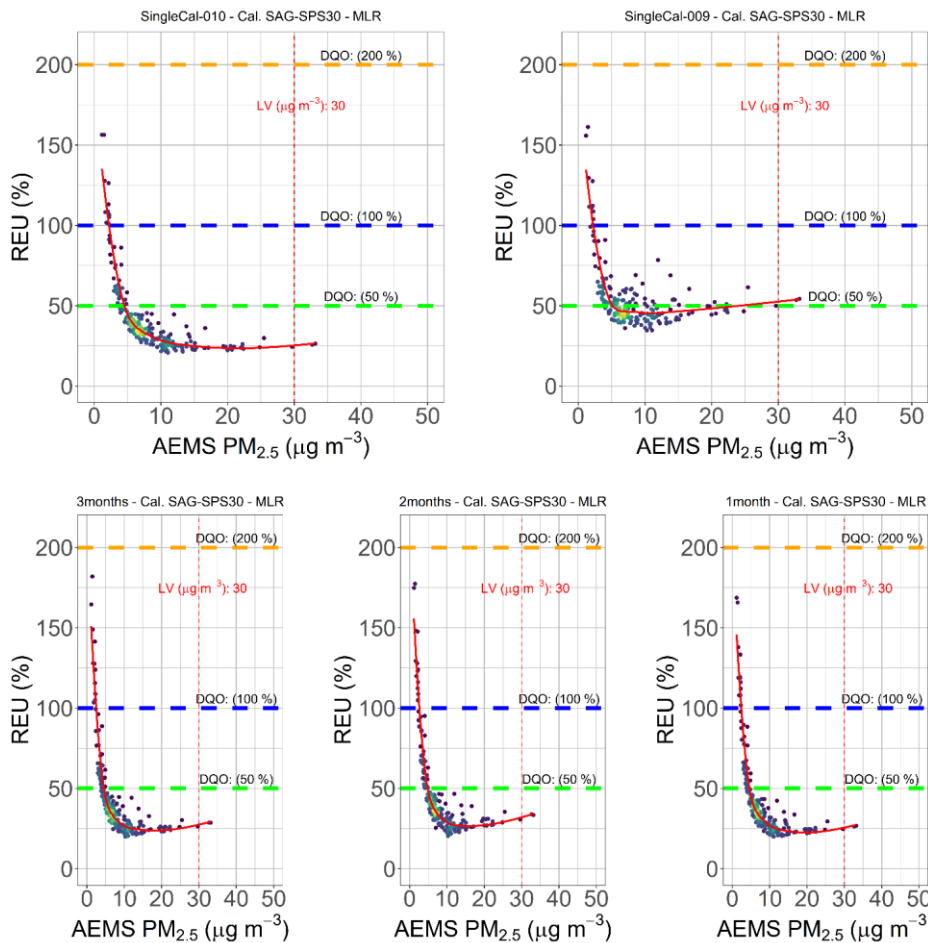 SingleCal-010 - Cal. SAG-SPS30 - MLR
REU (%)
200
150
100
50
0
DQO: (200 %)
LV (µg m⁻³): 30
DQO: (100 %)
DQO: (50 %)
0 10 20 30 40 50
AEMS PM₂.₅ (µg m⁻³)
SingleCal-009 - Cal. SAG-SPS30 - MLR
REU (%)
200
150
100
50
0
DQO: (200 %)
LV (µg m⁻³): 30
DQO: (100 %)
DQO: (50 %)
0 10 20 30 40 50
AEMS PM₂.₅ (µg m⁻³)
3months - Cal. SAG-SPS30 - MLR
REU (%)
200
150
100
50
0
DQO: (200 %)
LV (µg m⁻³): 30
DQO: (100 %)
DQO: (50 %)
0 10 20 30 40 50
AEMS PM₂.₅ (µg m⁻³)
2months - Cal. SAG-SPS30 - MLR
REU (%)
200
150
100
50
0
DQO: (200 %)
LV (µg m⁻³): 30
DQO: (100 %)
DQO: (50 %)
0 10 20 30 40 50
AEMS PM₂.₅ (µg m⁻³)
1month - Cal. SAG-SPS30 - MLR
REU (%)
200
150
100
50
0
DQO: (200 %)
LV (µg m⁻³): 30
DQO: (100 %)
DQO: (50 %)
0 10 20 30 40 50
AEMS PM₂.₅ (µg m⁻³)